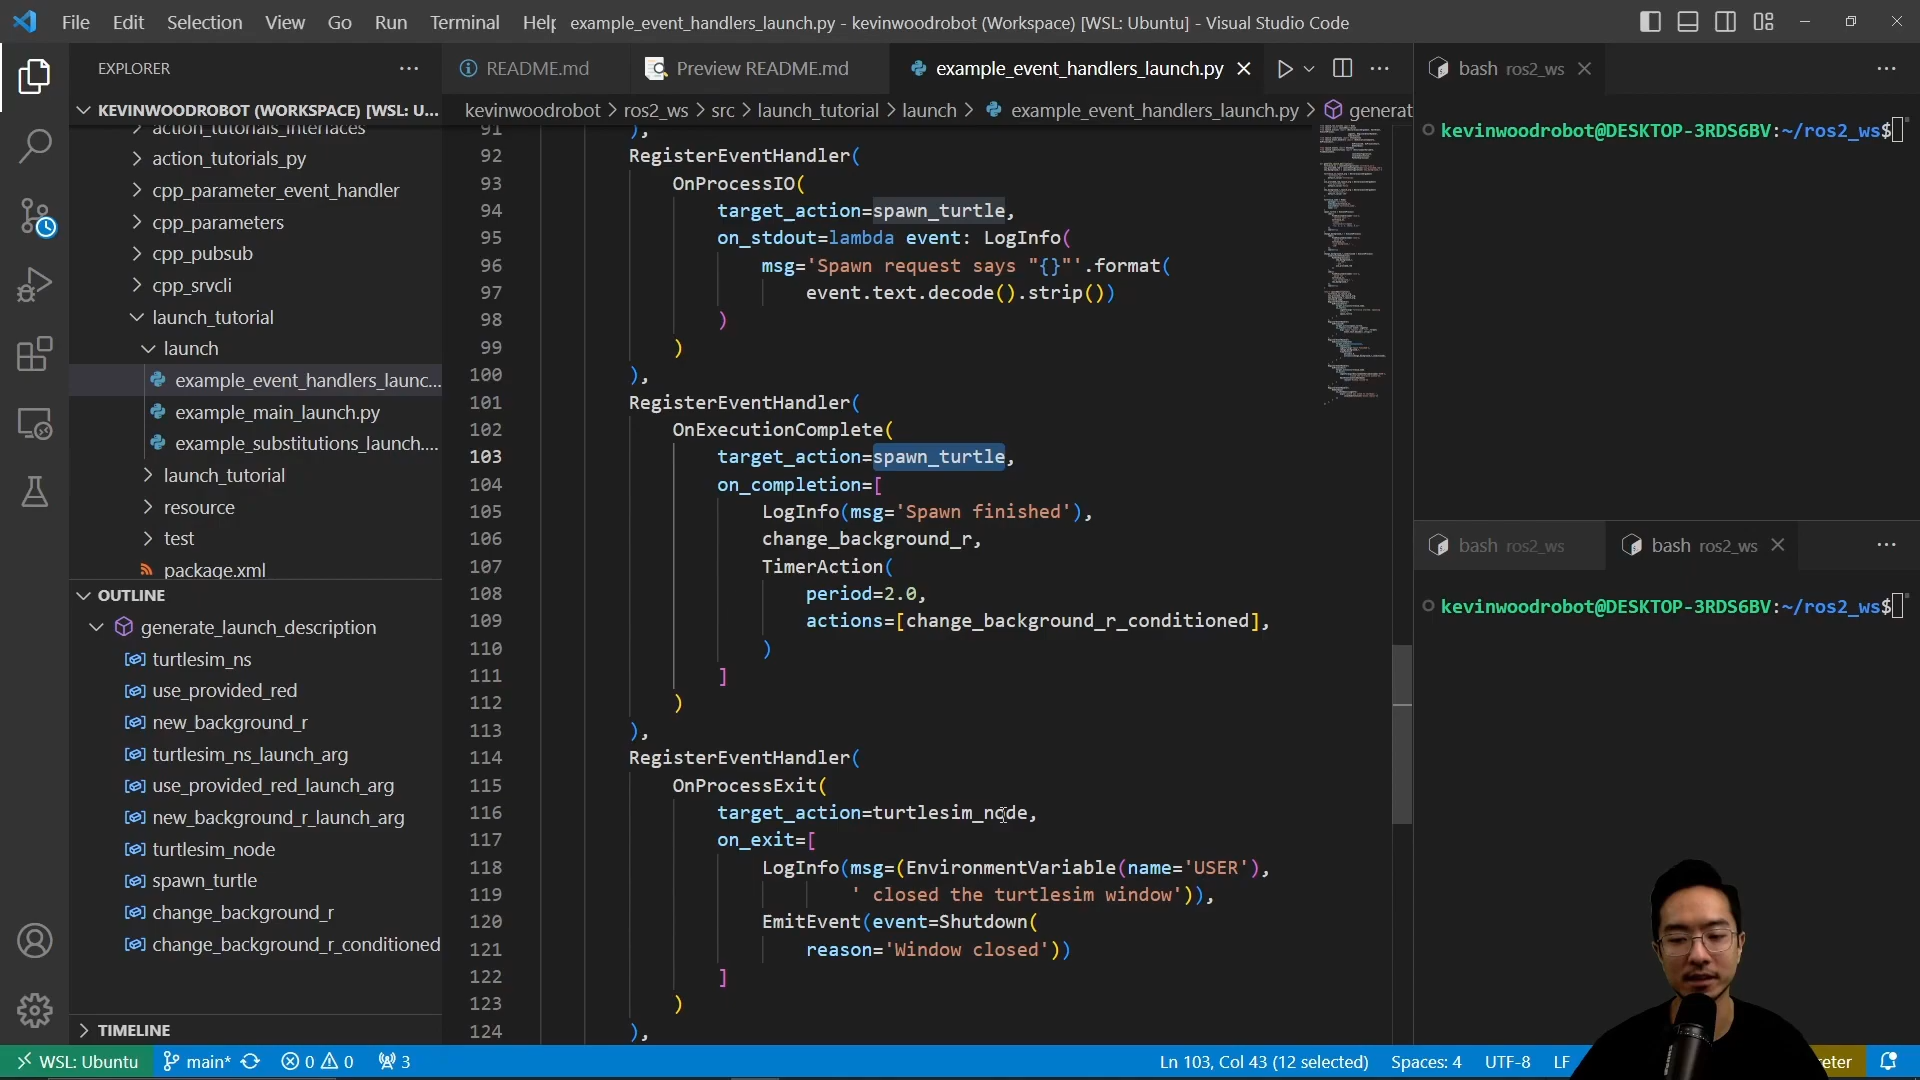 File Edit Selection View Go Run Terminal Help example_event_handlers_launch.py - kevinwoodrobot (Workspace) [WSL: Ubuntu] - Visual Studio Code
EXPLORER
KEVINWOODROBOT (WORKSPACE) [WSL: U...
action_tutorials_interfaces
action_tutorials_py
cpp_parameter_event_handler
cpp_parameters
cpp_pubsub
cpp_srvcli
launch_tutorial
launch
example_event_handlers_launc...
example_main_launch.py
example_substitutions_launch....
launch_tutorial
resource
test
package.xml
OUTLINE
generate_launch_description
turtlesim_ns
use_provided_red
new_background_r
turtlesim_ns_launch_arg
use_provided_red_launch_arg
new_background_r_launch_arg
turtlesim_node
spawn_turtle
change_background_r
change_background_r_conditioned
TIMELINE
README.md Preview README.md example_event_handlers_launch.py
kevinwoodrobot > ros2_ws > src > launch_tutorial > launch > example_event_handlers_launch.py > generat
91 ),
92 RegisterEventHandler(
93 OnProcessIO(
94 target_action=spawn_turtle,
95 on_stdout=lambda event: LogInfo(
96 msg='Spawn request says "{}"'.format(
97 event.text.decode().strip())
98 )
99 )
100 ),
101 RegisterEventHandler(
102 OnExecutionComplete(
103 target_action=spawn_turtle,
104 on_completion=[
105 LogInfo(msg='Spawn finished'),
106 change_background_r,
107 TimerAction(
108 period=2.0,
109 actions=[change_background_r_conditioned],
110 )
111 ]
112 )
113 ),
114 RegisterEventHandler(
115 OnProcessExit(
116 target_action=turtlesim_node,
117 on_exit=[
118 LogInfo(msg=(EnvironmentVariable(name='USER'),
119 ' closed the turtlesim window')),
120 EmitEvent(event=Shutdown(
121 reason='Window closed'))
122 ]
123 )
124 ),
bash ros2_ws
kevinwoodrobot@DESKTOP-3RDS6BV:~/ros2_ws$
bash ros2_ws bash ros2_ws
kevinwoodrobot@DESKTOP-3RDS6BV:~/ros2_ws$
WSL: Ubuntu main* 0 0 3 Ln 103, Col 43 (12 selected) Spaces: 4 UTF-8 LF reter